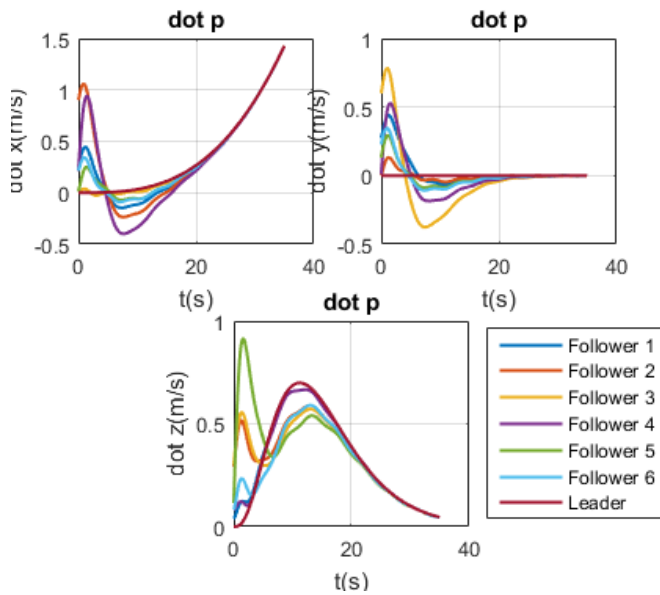 dot p
1.5
1
0.5
0
-0.5
dot x(m/s)
0
20
40
t(s)
dot p
1
0.5
0
-0.5
dot y(m/s)
0
20
40
t(s)
dot p
1
0.5
0
dot z(m/s)
0
20
40
t(s)
Follower 1
Follower 2
Follower 3
Follower 4
Follower 5
Follower 6
Leader